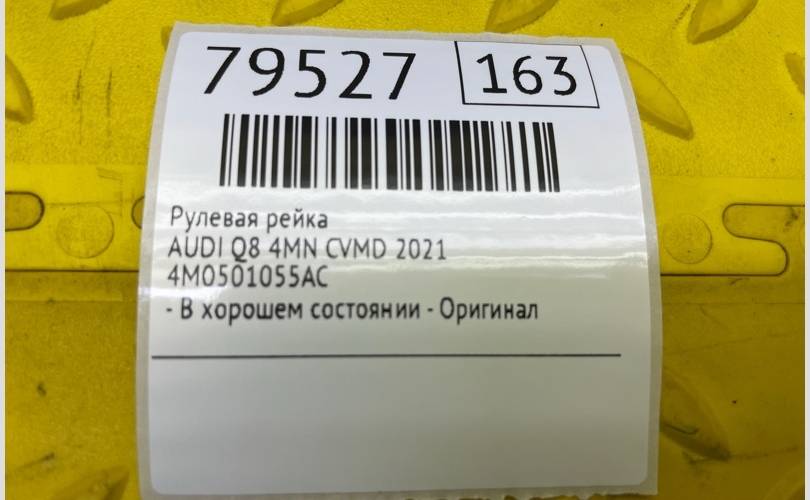 79527 163
Рулевая рейка
AUDI Q8 4MN CVMD 2021
4M0501055AC
- В хорошем состоянии - Оригинал